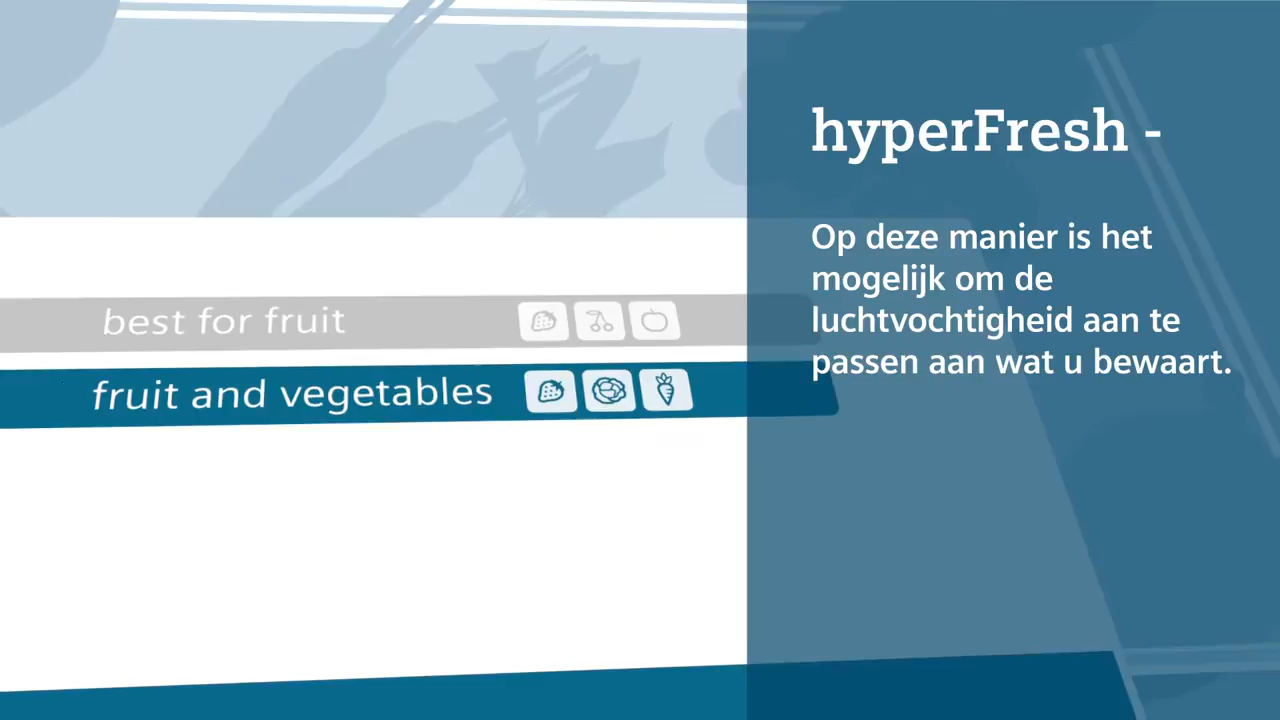 best for fruit
fruit and vegetables
hyperFresh -
Op deze manier is het
mogelijk om de
luchtvochtigheid aan te
passen aan wat u bewaart.